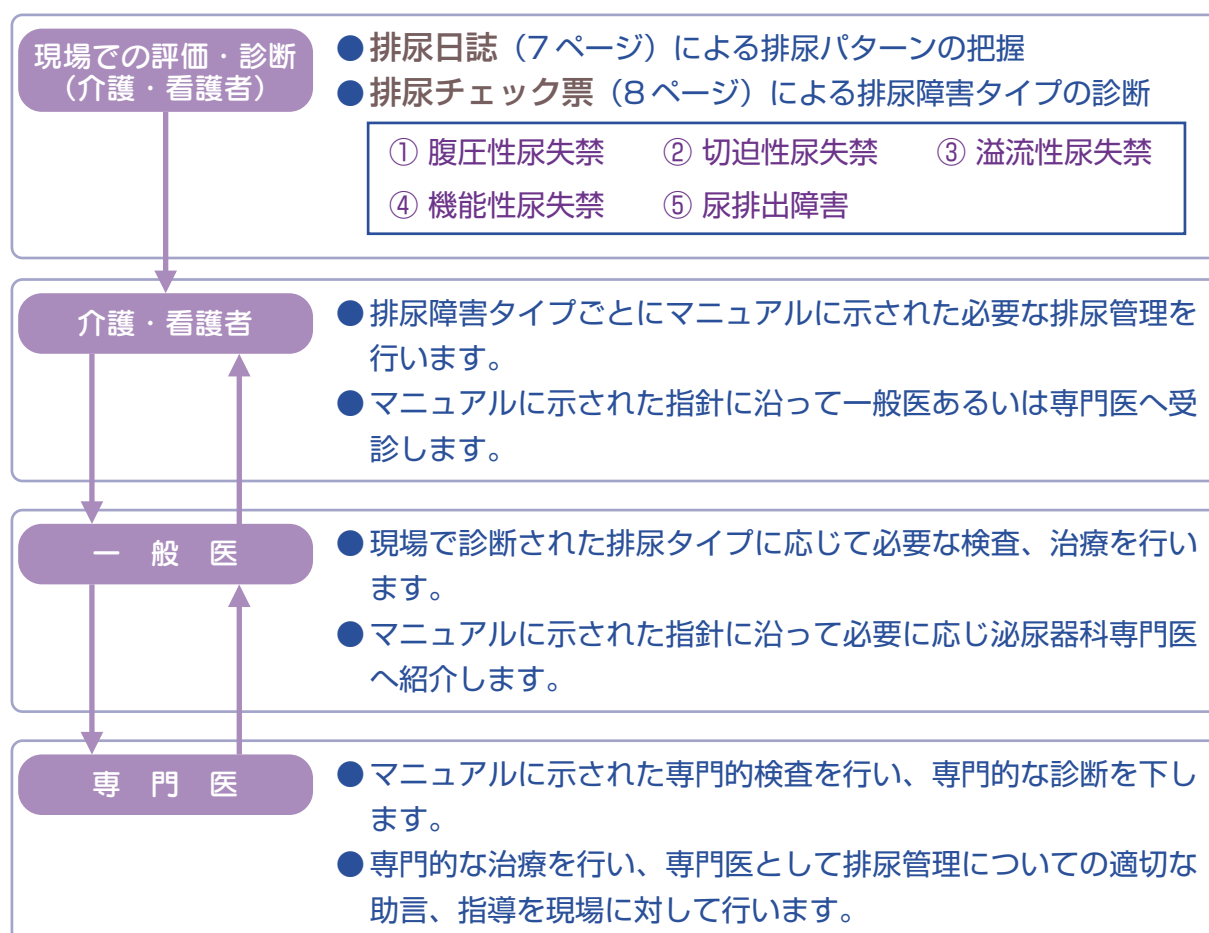 現場での評価・診断
(介護・看護者)
●排尿日誌(7ページ)による排尿パターンの把握
●排尿チェック票(8ページ)による排尿障害タイプの診断
① 腹圧性尿失禁 ② 切迫性尿失禁 ③ 溢流性尿失禁
④ 機能性尿失禁 ⑤ 尿排出障害
介護・看護者
●排尿障害タイプごとにマニュアルに示された必要な排尿管理を
行います。
●マニュアルに示された指針に沿って一般医あるいは専門医へ受
診します。
一般医
●現場で診断された排尿タイプに応じて必要な検査、治療を行い
ます。
●マニュアルに示された指針に沿って必要に応じ泌尿器科専門医
へ紹介します。
専門医
●マニュアルに示された専門的検査を行い、専門的な診断を下し
ます。
●専門的な治療を行い、専門医として排尿管理についての適切な
助言、指導を現場に対して行います。